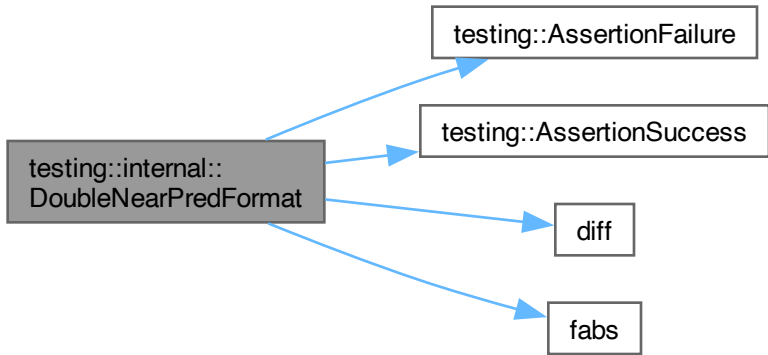 testing::AssertionFailure
testing::AssertionSuccess
testing::internal::
DoubleNearPredFormat
diff
fabs